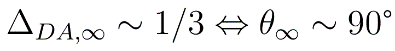 Δ_{DA,∞} ∼ 1/3 ⇔ θ_∞ ∼ 90°